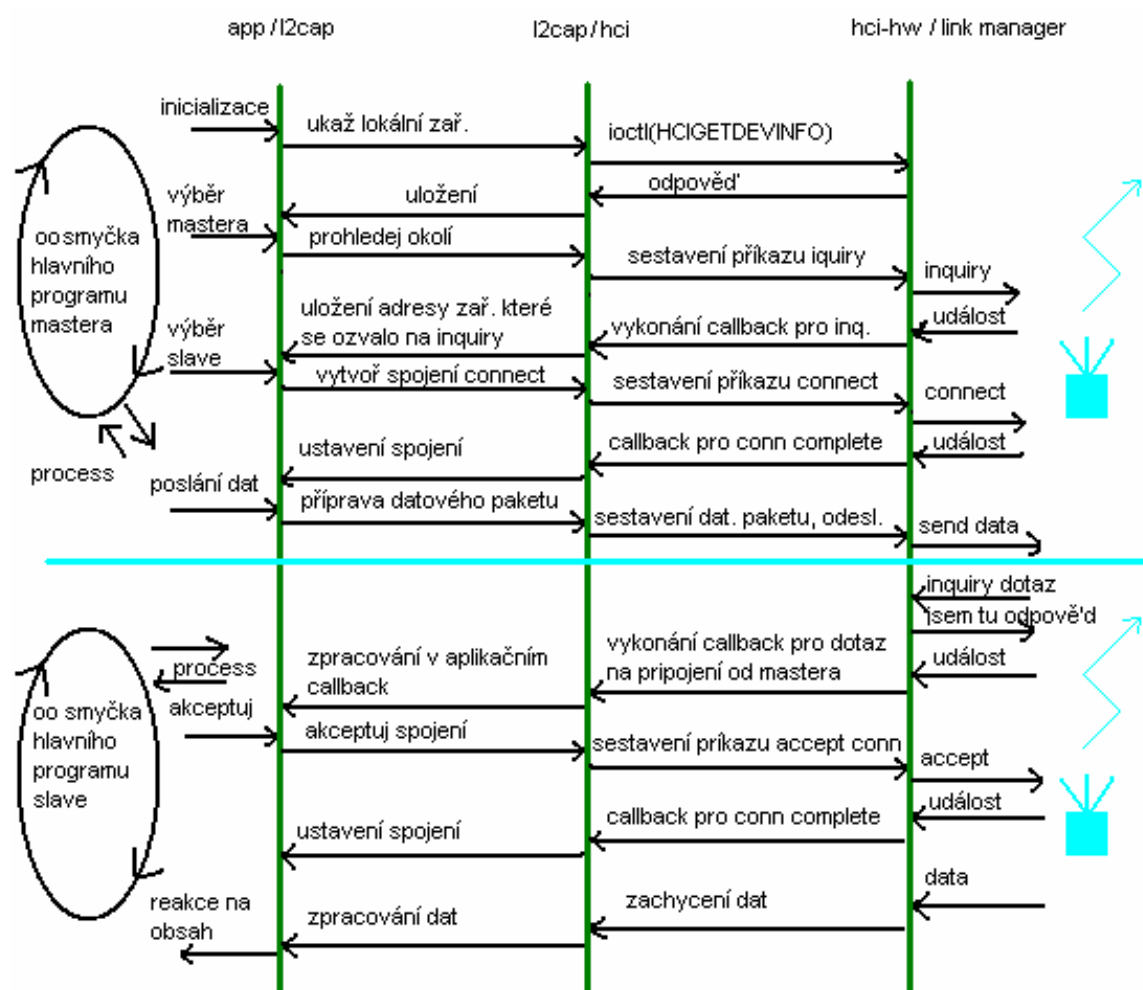 app/l2cap
l2cap/hci
hci-hw / link manager
inicializace
ukaž lokální zař.
ioctl(HCIGETDEVINFO)
odpověď
výběr
mastera
uložení
prohledej okolí
oo smyčka
hlavního
programu
mastera
sestavení příkazu iquiry
inquiry
uložení adresy zař. které
se ozvalo na inquiry
vykonání callback pro inq.
událost
výběr
slave
vytvoř spojení connect
sestavení příkazu connect
connect
ustavení spojení
callback pro conn complete
událost
process
poslání dat
příprava datového paketu
sestavení dat. paketu, odesl.
send data
inquiry dotaz
jsem tu odpově'd
process
zpracování v aplikačním
callback
vykonání callback pro dotaz
na pripojení od mastera
událost
oo smyčka
hlavního
programu
slave
akceptuj
akceptuj spojení
sestavení príkazu accept conn
accept
ustavení spojení
callback pro conn complete
událost
data
reakce na
obsah
zpracování dat
zachycení dat